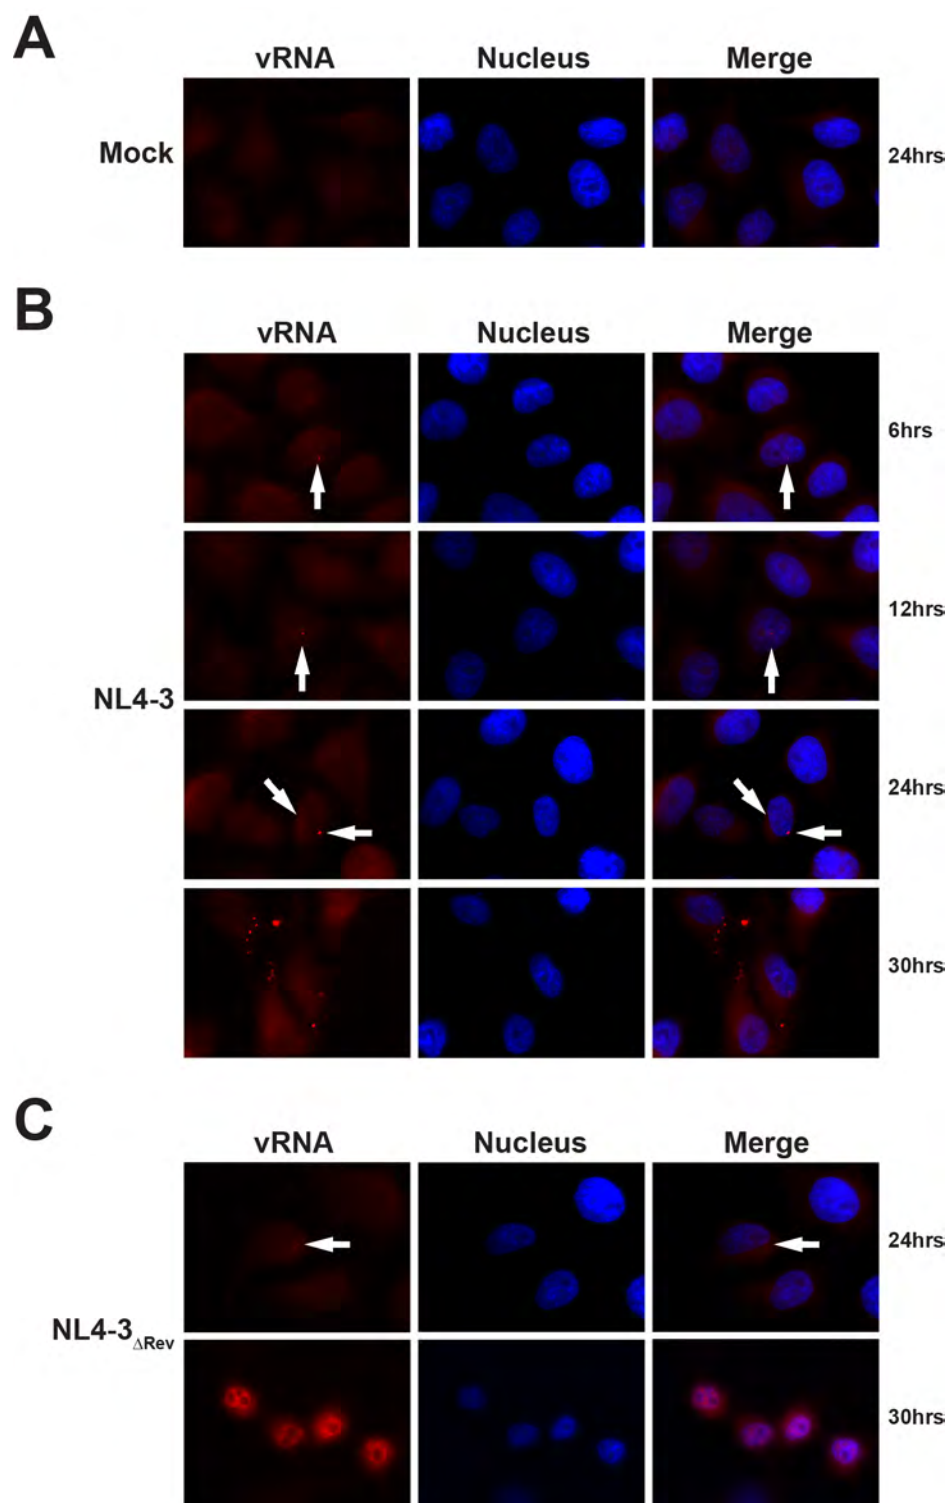 A
vRNA Nucleus Merge
Mock 24hrs
B
vRNA Nucleus Merge
6hrs
12hrs
NL4-3
24hrs
30hrs
C
vRNA Nucleus Merge
24hrs
NL4-3ΔRev
30hrs